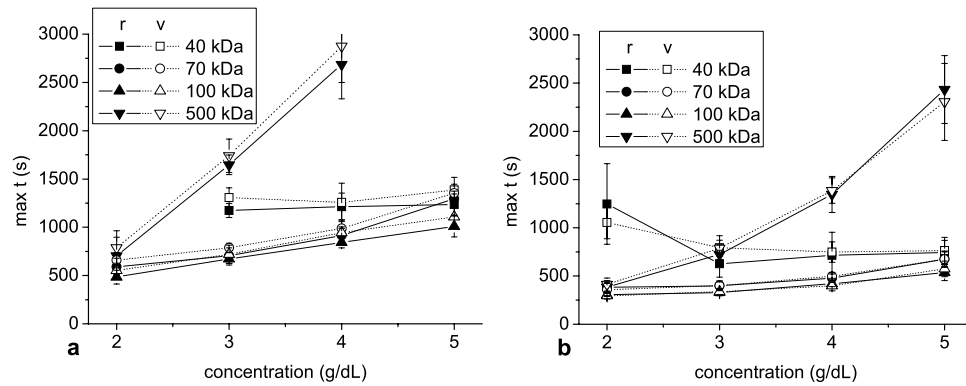 r v
40 kDa
70 kDa
100 kDa
500 kDa
max t (s)
3000
2500
2000
1500
1000
500
0
2 3 4 5
concentration (g/dL)
a
r v
40 kDa
70 kDa
100 kDa
500 kDa
max t (s)
3000
2500
2000
1500
1000
500
0
2 3 4 5
concentration (g/dL)
b